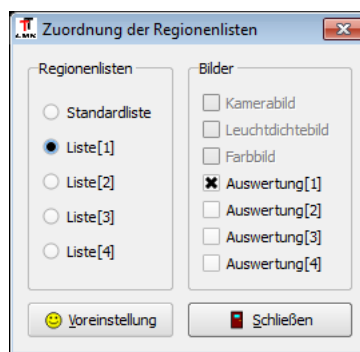 LMK Zuordnung der Regionenlisten
Regionenlisten
Standardliste
Liste[1]
Liste[2]
Liste[3]
Liste[4]
Bilder
Kamerabild
Leuchtdichtebild
Farbbild
Auswertung[1]
Auswertung[2]
Auswertung[3]
Auswertung[4]
Voreinstellung
Schließen